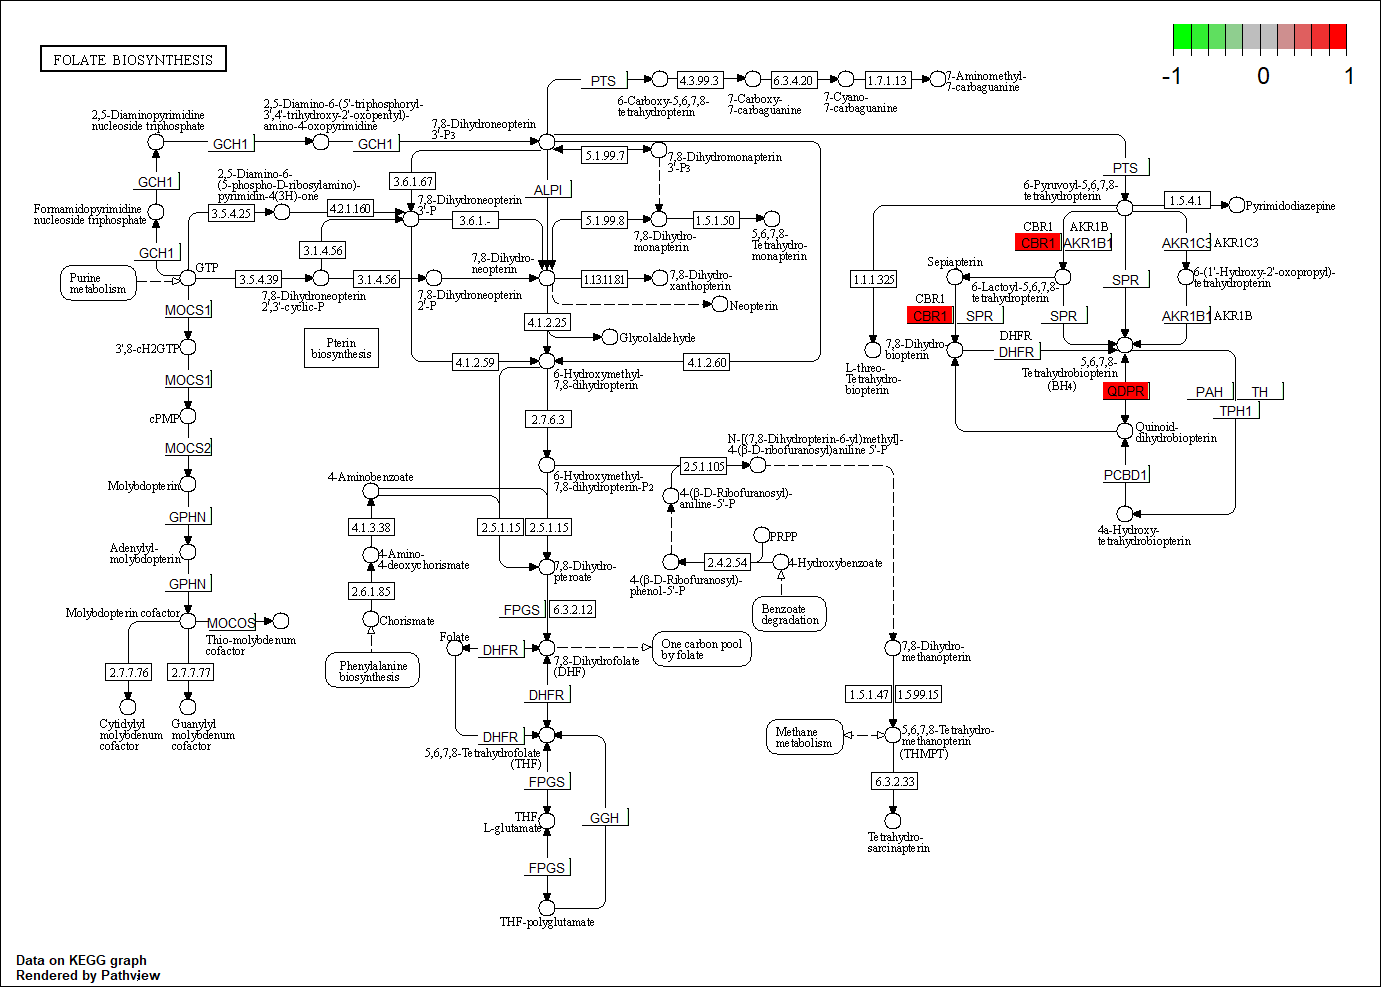 FOLATE BIOSYNTHESIS
-1 0 1
PTS
4.3.99.3
6.3.4.20
1.7.1.13
7-Aminomethyl-
7-carbaguanine
6-Carboxy-5,6,7,8-
tetrahydropterin
7-Carboxy-
7-carbaguanine
7-Cyano-
7-carbaguanine
2,5-Diaminopyrimidine
nucleoside triphosphate
2,5-Diamino-6-(5'-triphosphoryl-
3',4'-trihydroxy-2'-oxopentyl)-
amino-4-oxopyrimidine
7,8-Dihydroneopterin
3'-P3
GCH1
GCH1
5.1.99.7
7,8-Dihydromonapterin
3'-P3
PTS
GCH1
2,5-Diamino-6-
(5-phospho-D-ribosylamino)-
pyrimidin-4(3H)-one
3.6.1.67
ALPI
6-Pyruvoyl-5,6,7,8-
tetrahydropterin
1.5.4.1
Pyrimidodiazepine
Formamidopyrimidine
nucleoside triphosphate
3.5.4.25
4.2.1.160
7,8-Dihydroneopterin
3'-P
3.6.1.-
5.1.99.8
1.5.1.50
7,8-Dihydro-
monapterin
5,6,7,8-
Tetrahydro-
monapterin
CBR1
AKR1B
CBR1
AKR1B1
AKR1C3
AKR1C3
GCH1
3.1.4.56
GTP
7,8-Dihydro-
neopterin
Sepiapterin
Purine
metabolism
3.5.4.39
3.1.4.56
1.13.11.81
7,8-Dihydro-
xanthopterin
1.1.1.325
6-Lactoyl-5,6,7,8-
tetrahydropterin
SPR
6-(1'-Hydroxy-2'-oxopropyl)-
tetrahydropterin
7,8-Dihydroneopterin
2',3'-cyclic-P
7,8-Dihydroneopterin
2'-P
Neopterin
MOCS1
CBR1
CBR1
SPR
SPR
AKR1B1
AKR1B
4.1.2.25
Glycolaldehyde
3',8-cH2GTP
Pterin
biosynthesis
7,8-Dihydro-
biopterin
DHFR
DHFR
4.1.2.59
4.1.2.60
L-threo-
Tetrahydro-
biopterin
5,6,7,8-
Tetrahydrobiopterin
(BH4)
MOCS1
6-Hydroxymethyl-
7,8-dihydropterin
QDPR
PAH
TH
TPH1
cPMP
2.7.6.3
MOCS2
Quinoid-
dihydrobiopterin
N-[(7,8-Dihydropterin-6-yl)methyl]-
4-(β-D-ribofuranosyl)aniline 5'-P
2.5.1.105
PCBD1
Molybdopterin
4-Aminobenzoate
6-Hydroxymethyl-
7,8-dihydropterin-P2
4-(β-D-Ribofuranosyl)-
aniline-5'-P
GPHN
4.1.3.38
2.5.1.15
2.5.1.15
4a-Hydroxy-
tetrahydrobiopterin
PRPP
Adenylyl-
molybdopterin
4-Amino-
4-deoxychorismate
7,8-Dihydro-
pteroate
2.4.2.54
4-Hydroxybenzoate
GPHN
2.6.1.85
4-(β-D-Ribofuranosyl)-
phenol-5'-P
Molybdopterin cofactor
FPGS
6.3.2.12
Benzoate
degradation
MOCOS
Chorismate
Thio-molybdenum
cofactor
Folate
DHFR
One carbon pool
by folate
7,8-Dihydro-
methanopterin
2.7.7.76
2.7.7.77
Phenylalanine
biosynthesis
7,8-Dihydrofolate
(DHF)
DHFR
1.5.1.47
1.5.99.15
Cytidylyl
molybdenum
cofactor
Guanylyl
molybdenum
cofactor
DHFR
Methane
metabolism
5,6,7,8-Tetrahydro-
methanopterin
(THMPT)
5,6,7,8-Tetrahydrofolate
(THF)
FPGS
6.3.2.33
THF
L-glutamate
GGH
Tetrahydro-
sarcinapterin
FPGS
THF-polyglutamate
Data on KEGG graph
Rendered by Pathview